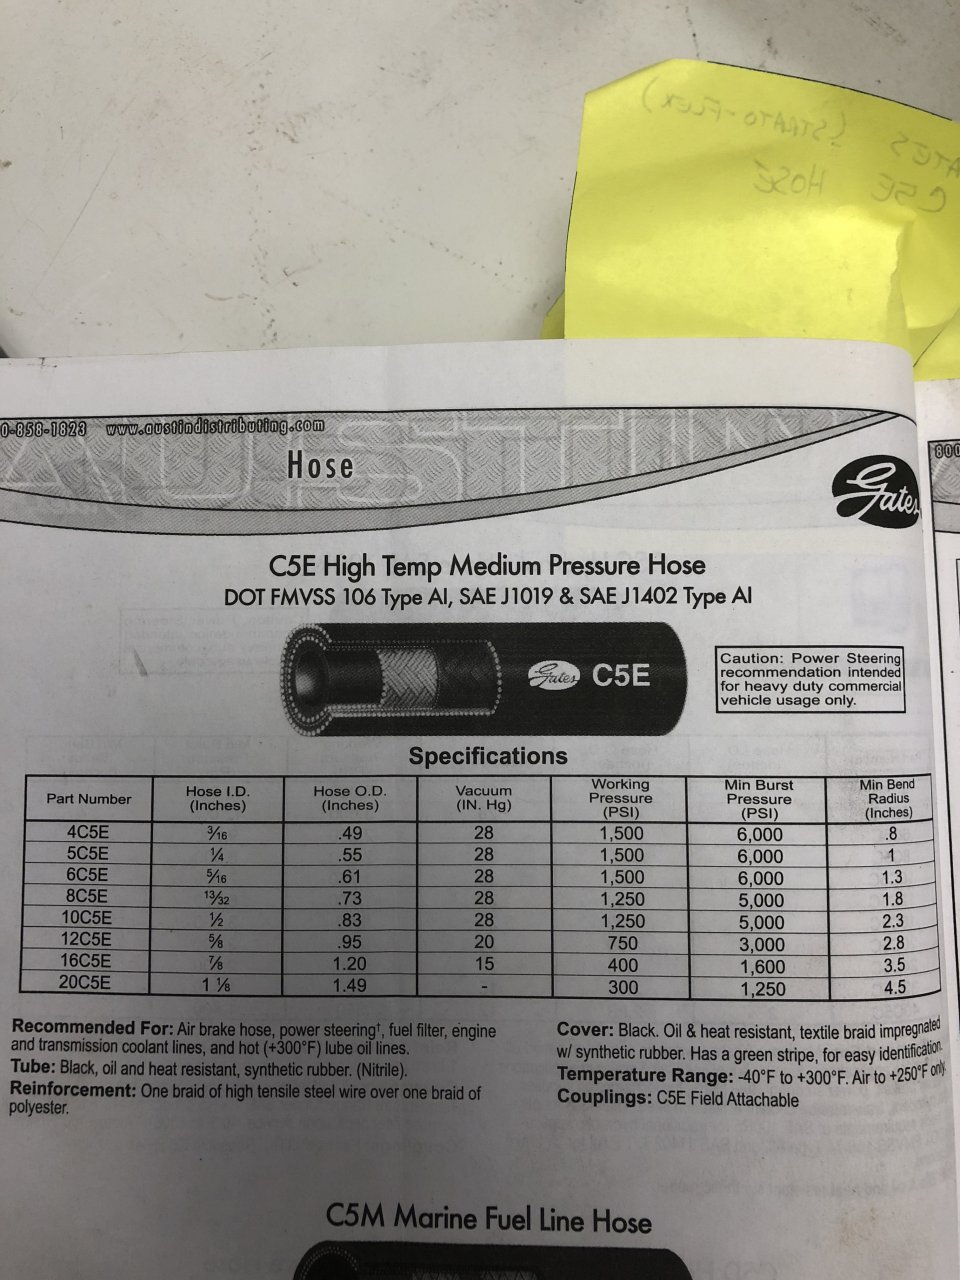 (STRATO-FLEX)
C5E HOSE
0-858-1823 www.austindistributing.com
AUSTIN
Hose
Gates
800
C5E High Temp Medium Pressure Hose
DOT FMVSS 106 Type AI, SAE J1019 & SAE J1402 Type AI
Gates C5E
Caution: Power Steering
recommendation intended
for heavy duty commercial
vehicle usage only.
Specifications
Part Number Hose I.D. (Inches) Hose O.D. (Inches) Vacuum (IN. Hg) Working Pressure (PSI) Min Burst Pressure (PSI) Min Bend Radius (Inches)
4C5E 3/16 .49 28 1,500 6,000 .8
5C5E 1/4 .55 28 1,500 6,000 1
6C5E 5/16 .61 28 1,500 6,000 1.3
8C5E 13/32 .73 28 1,250 5,000 1.8
10C5E 1/2 .83 28 1,250 5,000 2.3
12C5E 5/8 .95 20 750 3,000 2.8
16C5E 7/8 1.20 15 400 1,600 3.5
20C5E 1 1/8 1.49 - 300 1,250 4.5
Recommended For: Air brake hose, power steering†, fuel filter, engine
and transmission coolant lines, and hot (+300°F) lube oil lines.
Tube: Black, oil and heat resistant, synthetic rubber. (Nitrile).
Reinforcement: One braid of high tensile steel wire over one braid of
polyester.
Cover: Black. Oil & heat resistant, textile braid impregnated
w/ synthetic rubber. Has a green stripe, for easy identification.
Temperature Range: -40°F to +300°F. Air to +250°F only.
Couplings: C5E Field Attachable
C5M Marine Fuel Line Hose